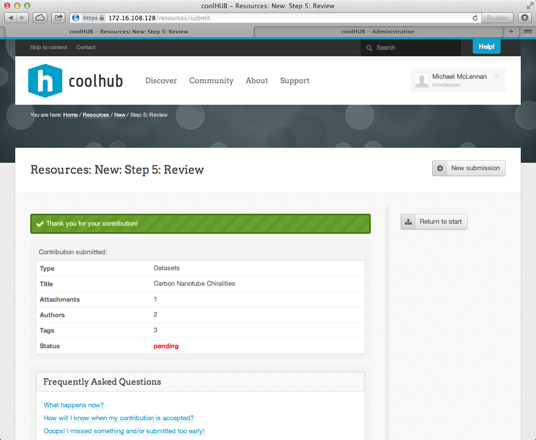 coolHUB – Resources: New: Step 5: Review
https 172.16.108.128/resources/submit
Reader
coolHUB – Resources: New: Step 5: Review
coolHUB – Administration
Skip to content Contact
Search
Help!
h coolhub
Discover Community About Support
Michael McLennan
mmclennan
You are here: Home / Resources / New / Step 5: Review
Resources: New: Step 5: Review
New submission
Thank you for your contribution!
Return to start
Contribution submitted:
Type Datasets
Title Carbon Nanotube Chiralities
Attachments 1
Authors 2
Tags 3
Status pending
Frequently Asked Questions
What happens now?
How will I know when my contribution is accepted?
Ooops! I missed something and/or submitted too early!